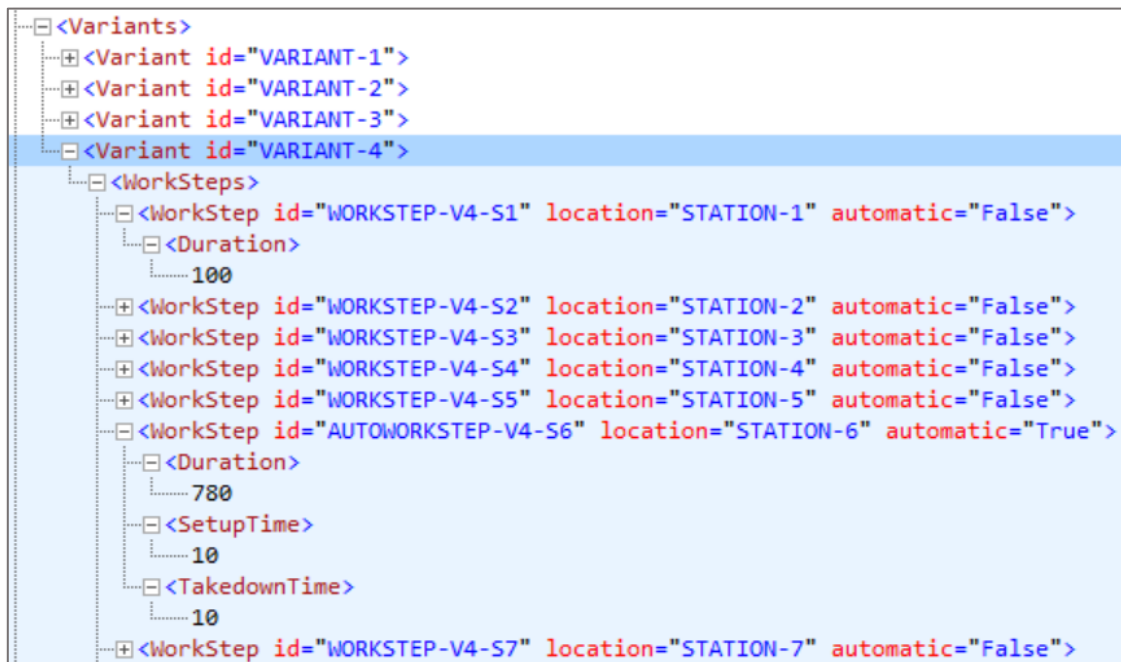 <Variants>
<Variant id="VARIANT-1">
<Variant id="VARIANT-2">
<Variant id="VARIANT-3">
<Variant id="VARIANT-4">
<WorkSteps>
<WorkStep id="WORKSTEP-V4-S1" location="STATION-1" automatic="False">
<Duration>
100
<WorkStep id="WORKSTEP-V4-S2" location="STATION-2" automatic="False">
<WorkStep id="WORKSTEP-V4-S3" location="STATION-3" automatic="False">
<WorkStep id="WORKSTEP-V4-S4" location="STATION-4" automatic="False">
<WorkStep id="WORKSTEP-V4-S5" location="STATION-5" automatic="False">
<WorkStep id="AUTOWORKSTEP-V4-S6" location="STATION-6" automatic="True">
<Duration>
780
<SetupTime>
10
<TakedownTime>
10
<WorkStep id="WORKSTEP-V4-S7" location="STATION-7" automatic="False">